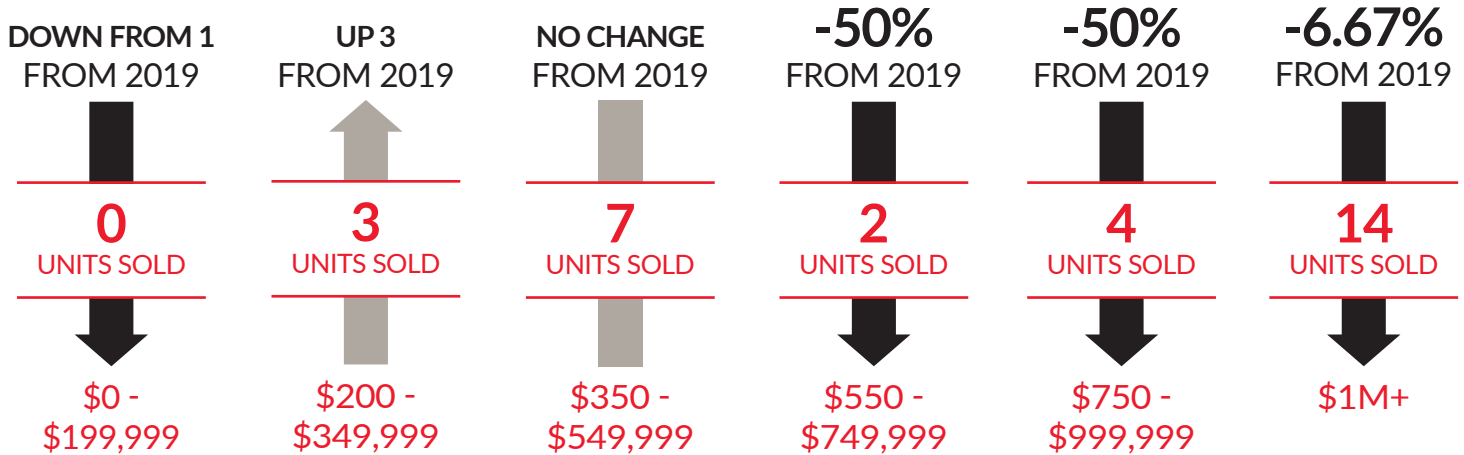 DOWN FROM 1
FROM 2019
0
UNITS SOLD
$0 -
$199,999
UP 3
FROM 2019
3
UNITS SOLD
$200 -
$349,999
NO CHANGE
FROM 2019
7
UNITS SOLD
$350 -
$549,999
-50%
FROM 2019
2
UNITS SOLD
$550 -
$749,999
-50%
FROM 2019
4
UNITS SOLD
$750 -
$999,999
-6.67%
FROM 2019
14
UNITS SOLD
$1M+